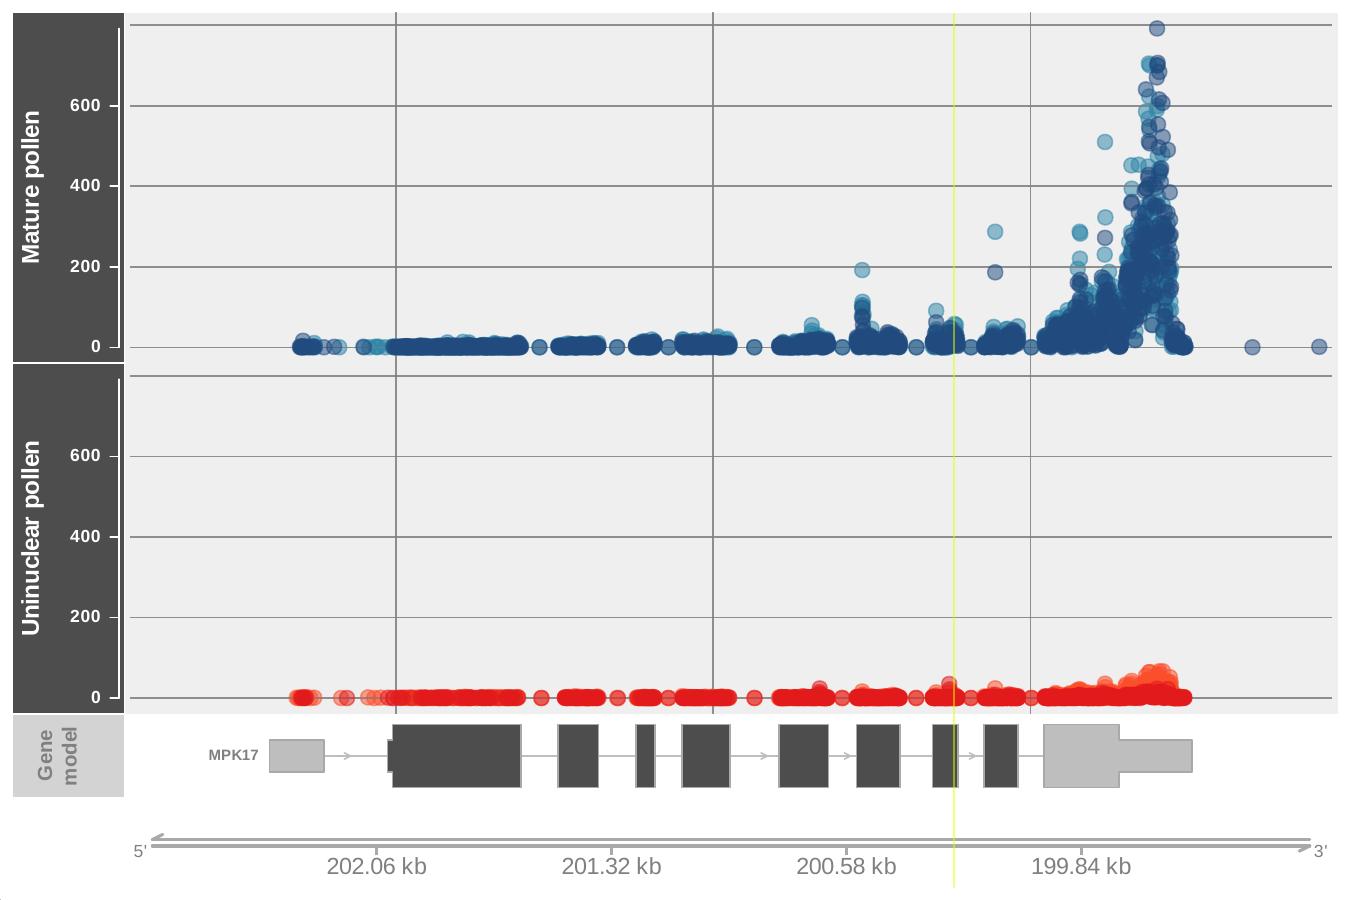 Mature pollen
600
400
200
0
Uninuclear pollen
600
400
200
0
Gene
model
MPK17
5'
3'
202.06 kb
201.32 kb
200.58 kb
199.84 kb